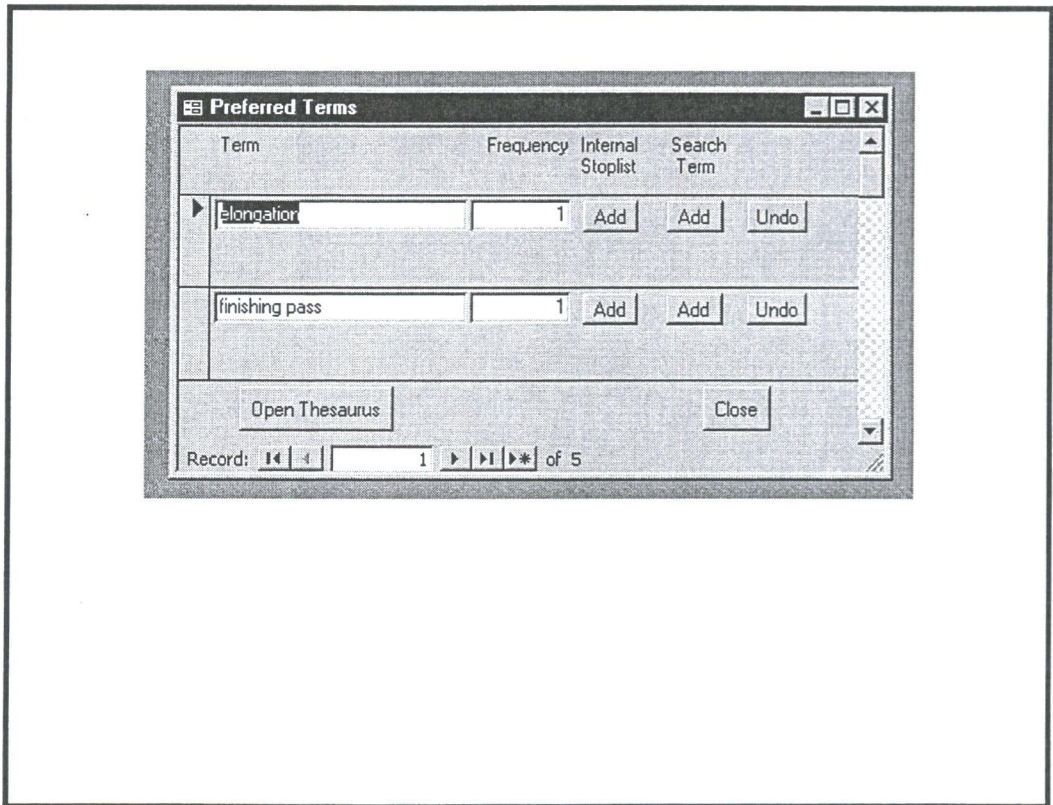 Preferred Terms
Term Frequency Internal Stoplist Search Term
elongation 1 Add Add Undo
finishing pass 1 Add Add Undo
Open Thesaurus Close
Record: 1 of 5